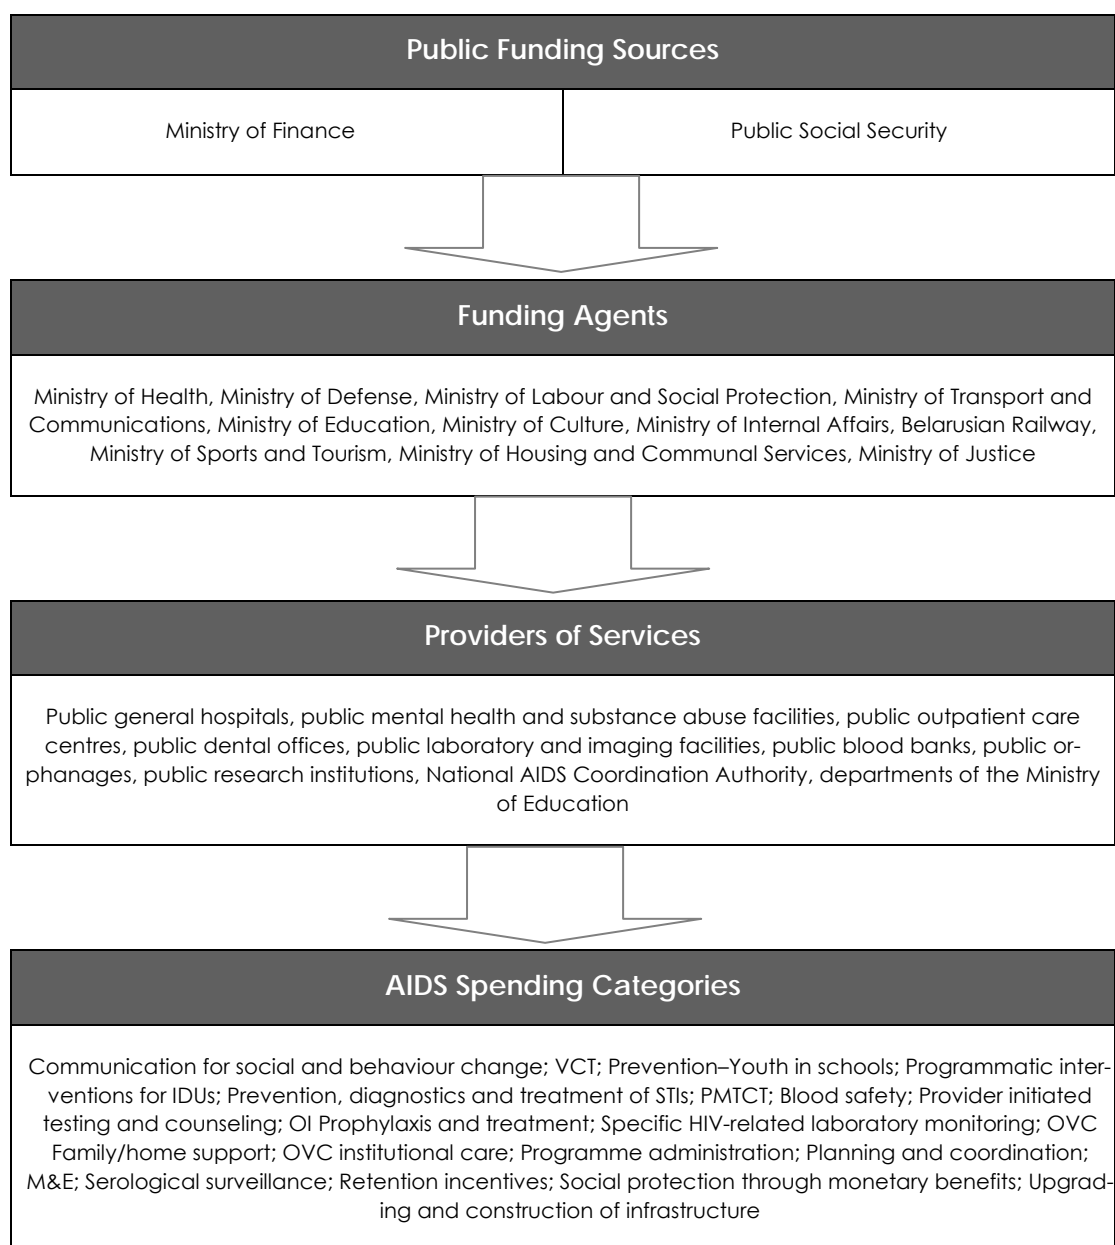 Public Funding Sources
Ministry of Finance
Public Social Security
Funding Agents
Ministry of Health, Ministry of Defense, Ministry of Labour and Social Protection, Ministry of Transport and
Communications, Ministry of Education, Ministry of Culture, Ministry of Internal Affairs, Belarusian Railway,
Ministry of Sports and Tourism, Ministry of Housing and Communal Services, Ministry of Justice
Providers of Services
Public general hospitals, public mental health and substance abuse facilities, public outpatient care
centres, public dental offices, public laboratory and imaging facilities, public blood banks, public or-
phanages, public research institutions, National AIDS Coordination Authority, departments of the Ministry
of Education
AIDS Spending Categories
Communication for social and behaviour change; VCT; Prevention–Youth in schools; Programmatic inter-
ventions for IDUs; Prevention, diagnostics and treatment of STIs; PMTCT; Blood safety; Provider initiated
testing and counseling; OI Prophylaxis and treatment; Specific HIV-related laboratory monitoring; OVC
Family/home support; OVC institutional care; Programme administration; Planning and coordination;
M&E; Serological surveillance; Retention incentives; Social protection through monetary benefits; Upgrad-
ing and construction of infrastructure